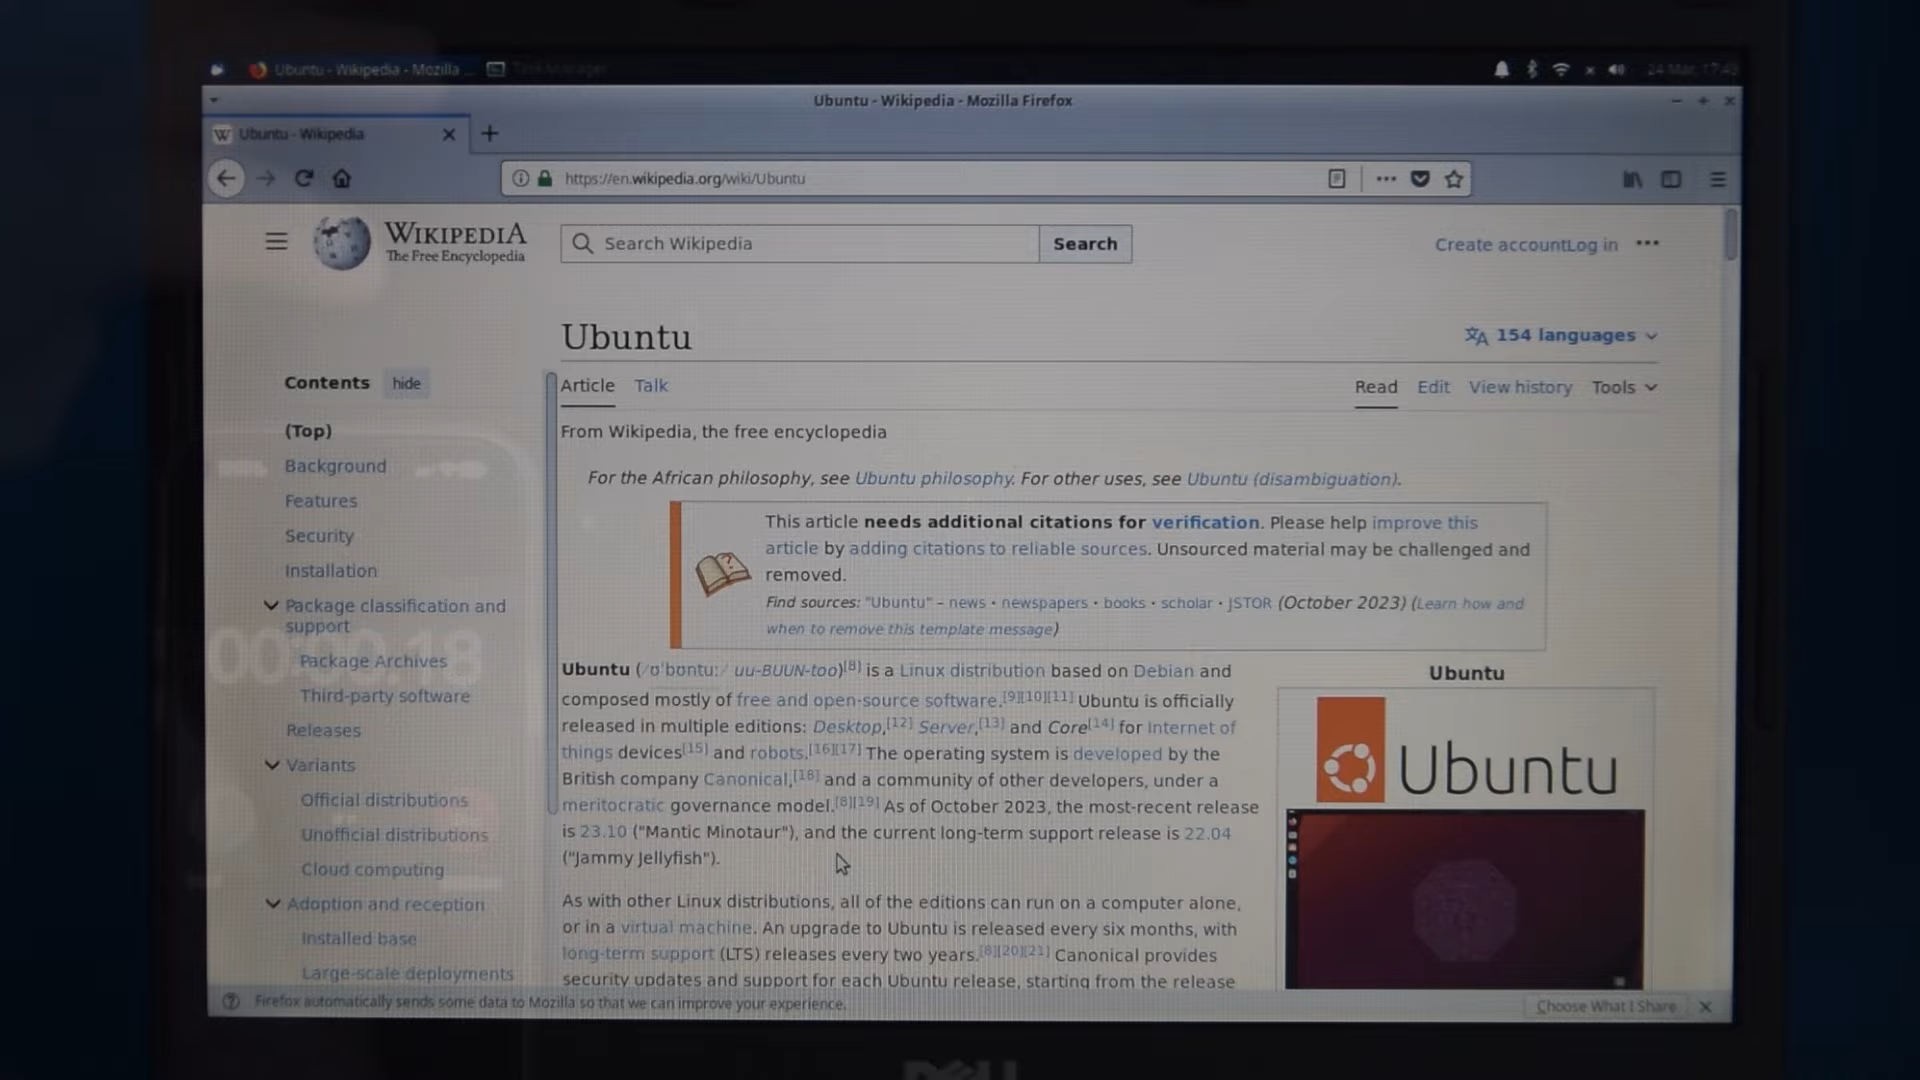 Ubuntu - Wikipedia - Mozilla ...
Task Manager
24 Mar, 17:43
Ubuntu - Wikipedia - Mozilla Firefox
Ubuntu - Wikipedia
https://en.wikipedia.org/wiki/Ubuntu
WIKIPEDIA
The Free Encyclopedia
Search Wikipedia
Search
Create accountLog in
Ubuntu
154 languages
Contents hide
Article Talk
Read Edit View history Tools
(Top)
Background
Features
Security
Installation
Package classification and
support
Package Archives
Third-party software
Releases
Variants
Official distributions
Unofficial distributions
Cloud computing
Adoption and reception
Installed base
Large-scale deployments
From Wikipedia, the free encyclopedia
For the African philosophy, see Ubuntu philosophy. For other uses, see Ubuntu (disambiguation).
This article needs additional citations for verification. Please help improve this
article by adding citations to reliable sources. Unsourced material may be challenged and
removed.
Find sources: "Ubuntu" – news · newspapers · books · scholar · JSTOR (October 2023) (Learn how and
when to remove this template message)
Ubuntu (/ʊˈbʊntuː/ uu-BUUN-too)[8] is a Linux distribution based on Debian and
composed mostly of free and open-source software.[9][10][11] Ubuntu is officially
released in multiple editions: Desktop,[12] Server,[13] and Core[14] for Internet of
things devices[15] and robots.[16][17] The operating system is developed by the
British company Canonical,[18] and a community of other developers, under a
meritocratic governance model.[8][19] As of October 2023, the most-recent release
is 23.10 ("Mantic Minotaur"), and the current long-term support release is 22.04
("Jammy Jellyfish").
As with other Linux distributions, all of the editions can run on a computer alone,
or in a virtual machine. An upgrade to Ubuntu is released every six months, with
long-term support (LTS) releases every two years.[8][20][21] Canonical provides
security updates and support for each Ubuntu release, starting from the release
Ubuntu
Ubuntu
Firefox automatically sends some data to Mozilla so that we can improve your experience.
Choose What I Share
DELL